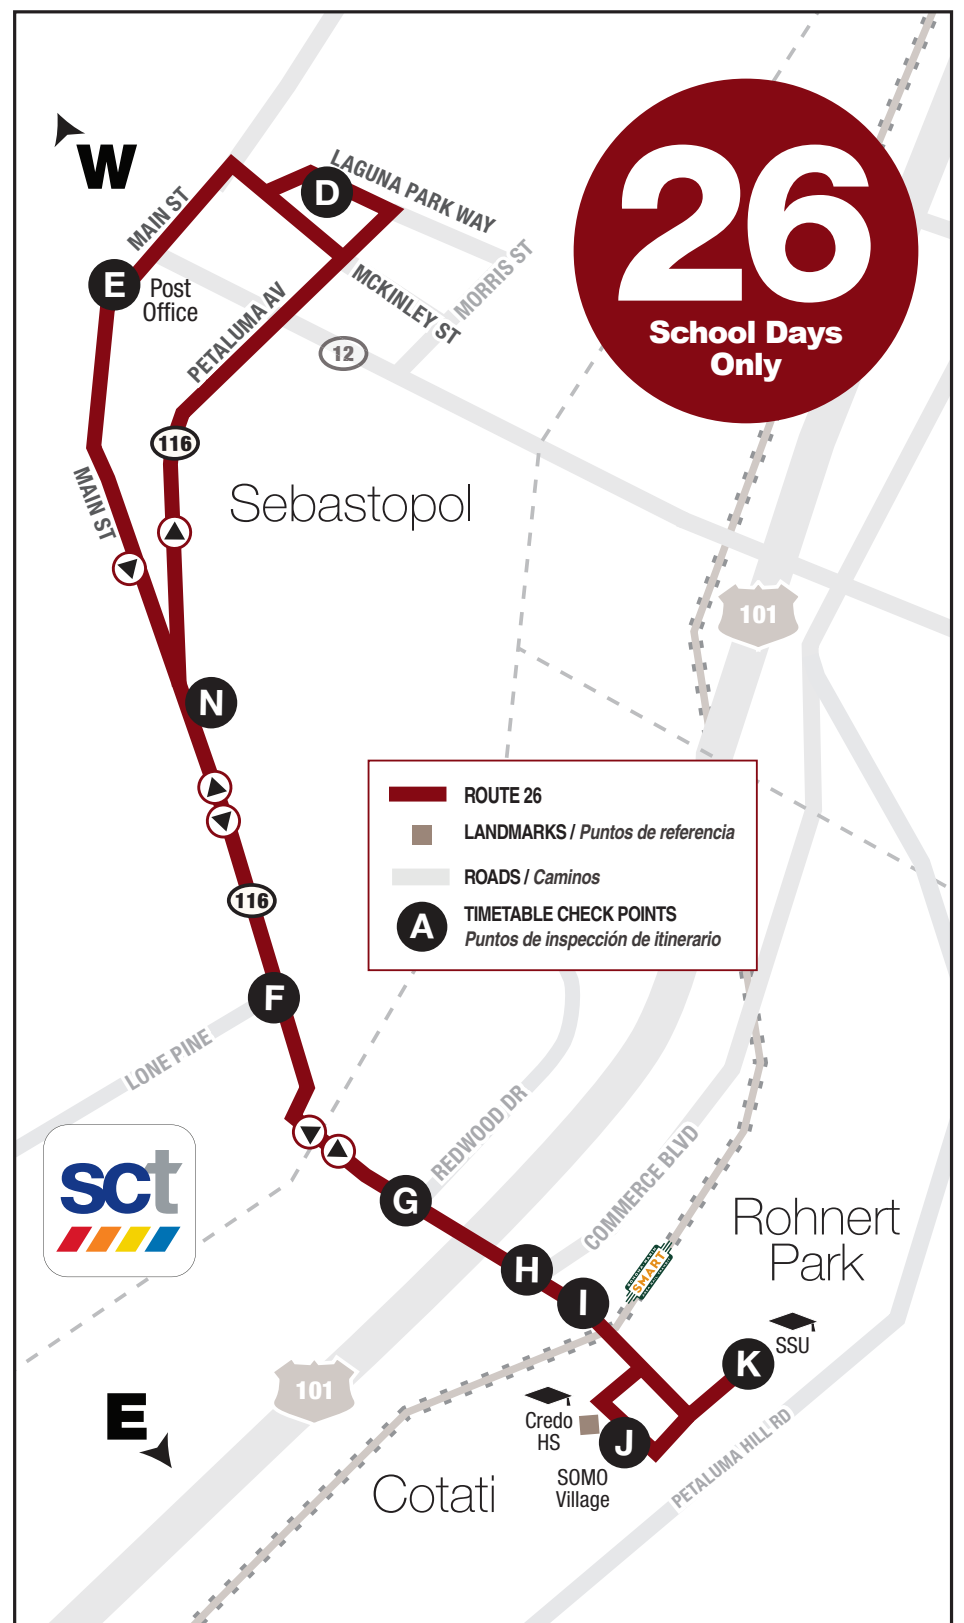 26
School Days
Only
W
LAGUNA PARK WAY
D
MAIN ST
MORRIS ST
E
Post
Office
MCKINLEY ST
PETALUMA AV
12
116
MAIN ST
Sebastopol
101
N
ROUTE 26
LANDMARKS / Puntos de referencia
ROADS / Caminos
A
TIMETABLE CHECK POINTS
Puntos de inspección de itinerario
116
F
LONE PINE
REDWOOD DR
COMMERCE BLVD
sct
G
Rohnert
Park
H
SMART
I
K
SSU
101
E
Credo
HS
J
SOMO
Village
PETALUMA HILL RD
Cotati